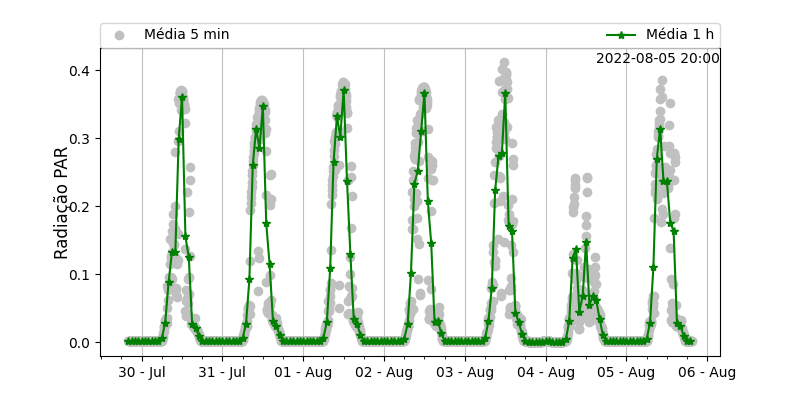 Média 5 min
Média 1 h
2022-08-05 20:00
Radiação PAR
0.4
0.3
0.2
0.1
0.0
30 - Jul
31 - Jul
01 - Aug
02 - Aug
03 - Aug
04 - Aug
05 - Aug
06 - Aug